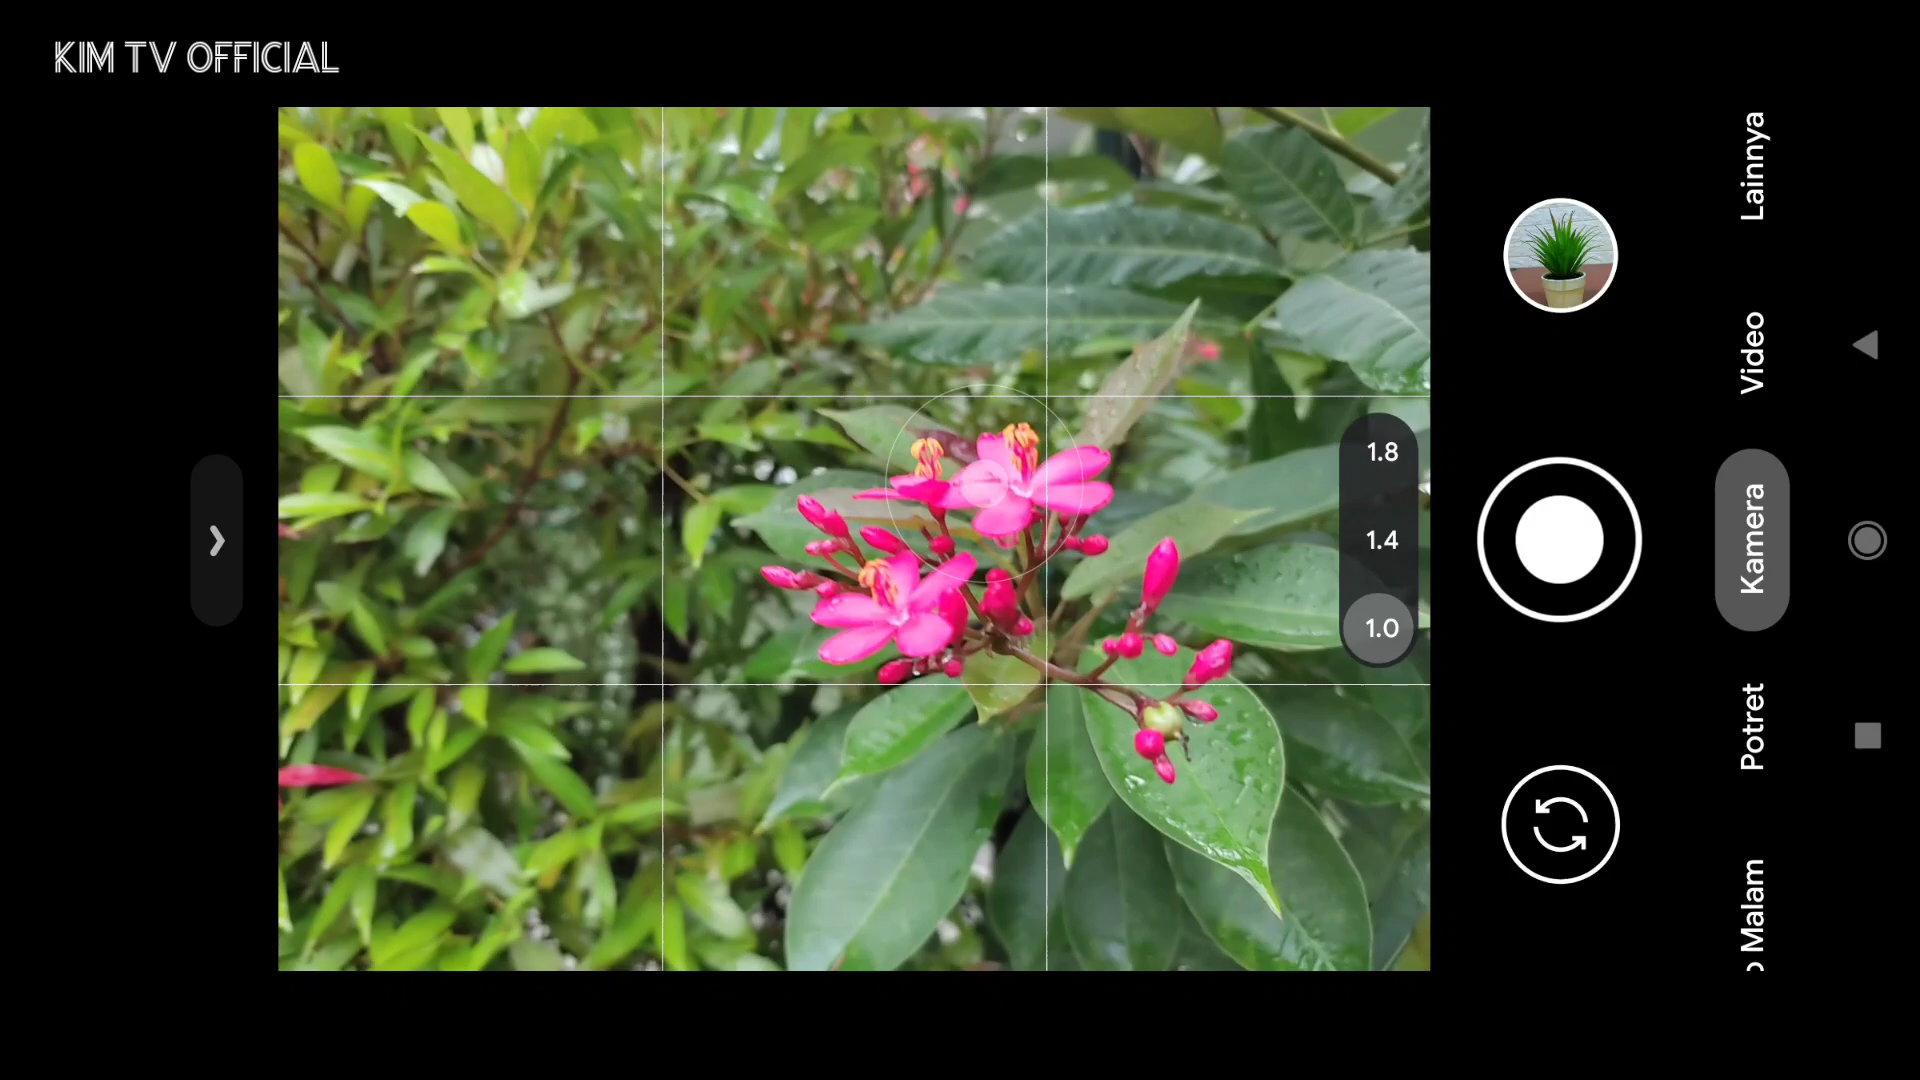 KIM TV OFFICIAL
Lainnya
Video
Kamera
Potret
Malam
1.8
1.4
1.0